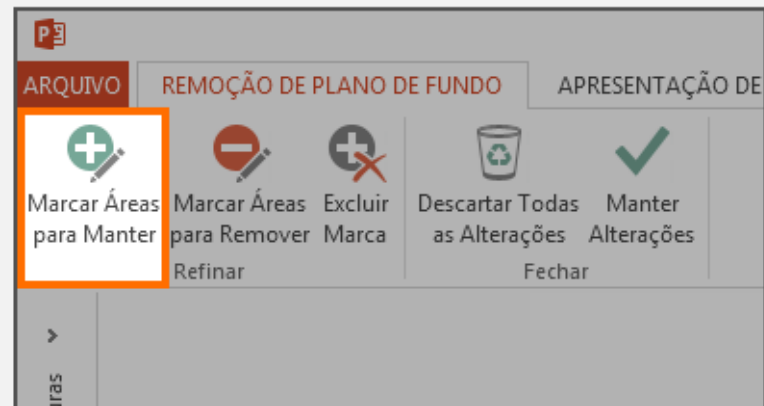 ARQUIVO REMOÇÃO DE PLANO DE FUNDO APRESENTAÇÃO DE
Marcar Áreas Marcar Áreas Excluir Descartar Todas Manter
para Manter para Remover Marca as Alterações Alterações
Refinar Fechar